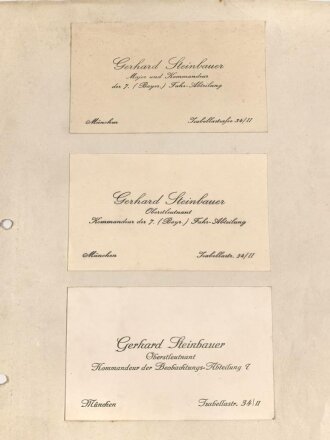 Gerhard Steinbauer
Major und Kommandeur
der 7. (Bayer.) Fahr-Abteilung
München Isabellastraße 34/II
Gerhard Steinbauer
Oberstleutnant
Kommandeur der 7. (Bayr.) Fahr-Abteilung
München Isabellastr. 34/II
Gerhard Steinbauer
Oberstleutnant
Kommandeur der Beobachtungs-Abteilung 7
München Isabellastr. 34/II